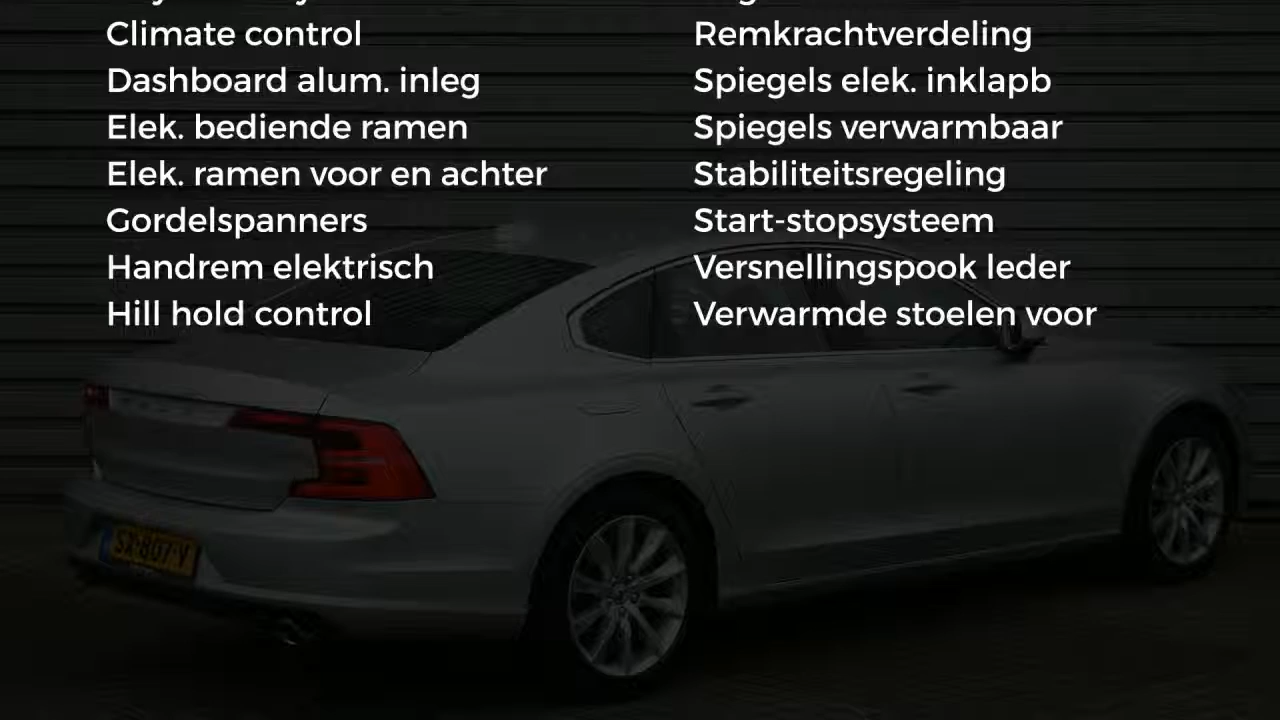 Climate control
Dashboard alum. inleg
Elek. bediende ramen
Elek. ramen voor en achter
Gordelspanners
Handrem elektrisch
Hill hold control
Remkrachtverdeling
Spiegels elek. inklapb
Spiegels verwarmbaar
Stabiliteitsregeling
Start-stopsysteem
Versnellingspook leder
Verwarmde stoelen voor